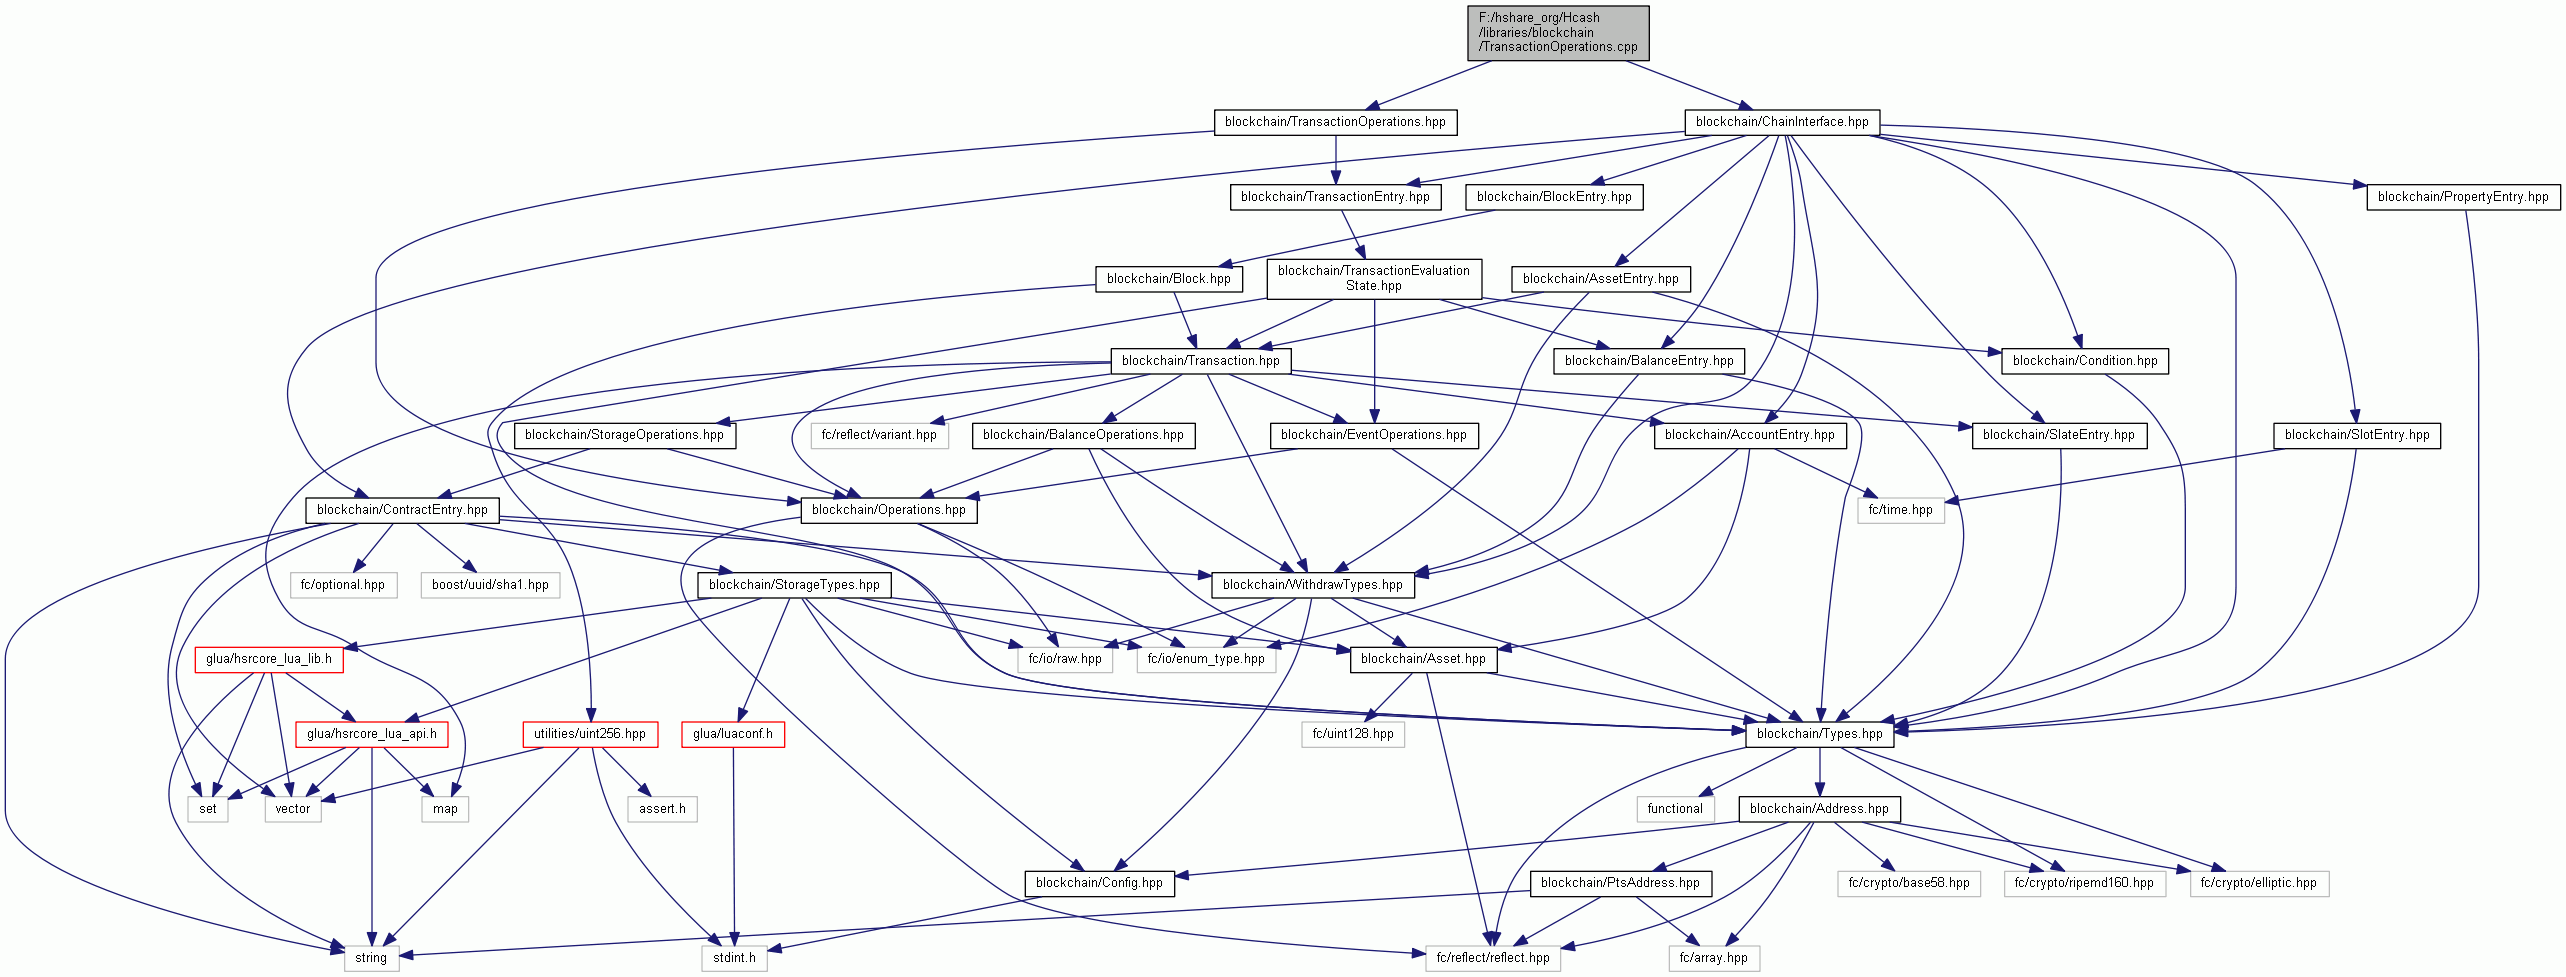 F:/hshare_org/Hcash
/libraries/blockchain
/TransactionOperations.cpp
blockchain/TransactionOperations.hpp
blockchain/ChainInterface.hpp
blockchain/TransactionEntry.hpp
blockchain/BlockEntry.hpp
blockchain/PropertyEntry.hpp
blockchain/Block.hpp
blockchain/TransactionEvaluation
State.hpp
blockchain/AssetEntry.hpp
blockchain/Transaction.hpp
blockchain/BalanceEntry.hpp
blockchain/Condition.hpp
blockchain/StorageOperations.hpp
fc/reflect/variant.hpp
blockchain/BalanceOperations.hpp
blockchain/EventOperations.hpp
blockchain/AccountEntry.hpp
blockchain/SlateEntry.hpp
blockchain/SlotEntry.hpp
blockchain/ContractEntry.hpp
blockchain/Operations.hpp
fc/time.hpp
fc/optional.hpp
boost/uuid/sha1.hpp
blockchain/StorageTypes.hpp
blockchain/WithdrawTypes.hpp
glua/hsrcore_lua_lib.h
fc/io/raw.hpp
fc/io/enum_type.hpp
blockchain/Asset.hpp
glua/hsrcore_lua_api.h
utilities/uint256.hpp
glua/luaconf.h
fc/uint128.hpp
blockchain/Types.hpp
set
vector
map
assert.h
functional
blockchain/Address.hpp
blockchain/Config.hpp
blockchain/PtsAddress.hpp
fc/crypto/base58.hpp
fc/crypto/ripemd160.hpp
fc/crypto/elliptic.hpp
string
stdint.h
fc/reflect/reflect.hpp
fc/array.hpp